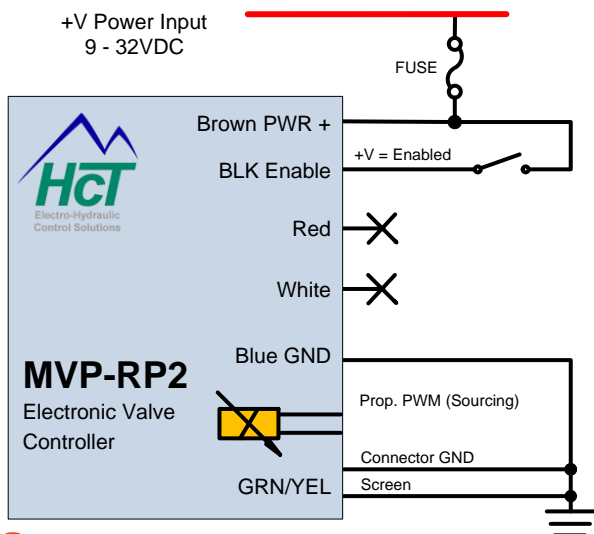 +V Power Input
9 - 32VDC
FUSE
Brown PWR +
BLK Enable
+V = Enabled
HCT
Electro-Hydraulic
Control Solutions
Red
White
Blue GND
MVP-RP2
Electronic Valve
Controller
Prop. PWM (Sourcing)
Connector GND
GRN/YEL
Screen